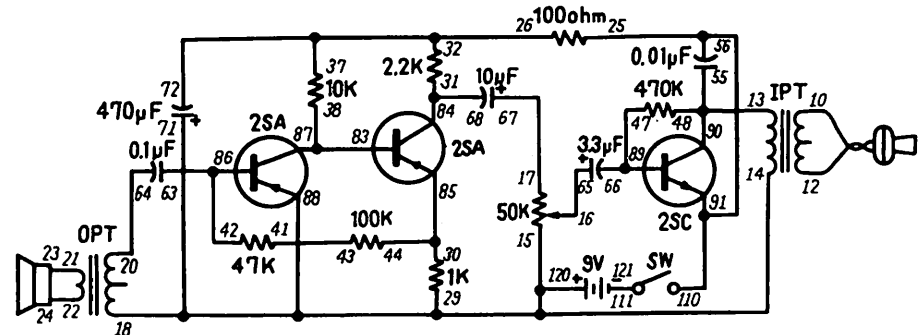 26 100ohm 25
32 56
37 2.2K 0.01µF 55
72 10K 31 10µF + 470K 13 IPT 10
470µF 38 84
71 + 2SA 87 83 68 67 47 48 90
0.1µF 86 2SA 3.3µF 89
64 63 88 85 17 + 65 66 14 12
OPT 42 41 100K 50K 16 2SC 91
23 21 20 47K 43 44 30 15
1K 120 + 9V - 121 SW
24 22 29 111 110
18